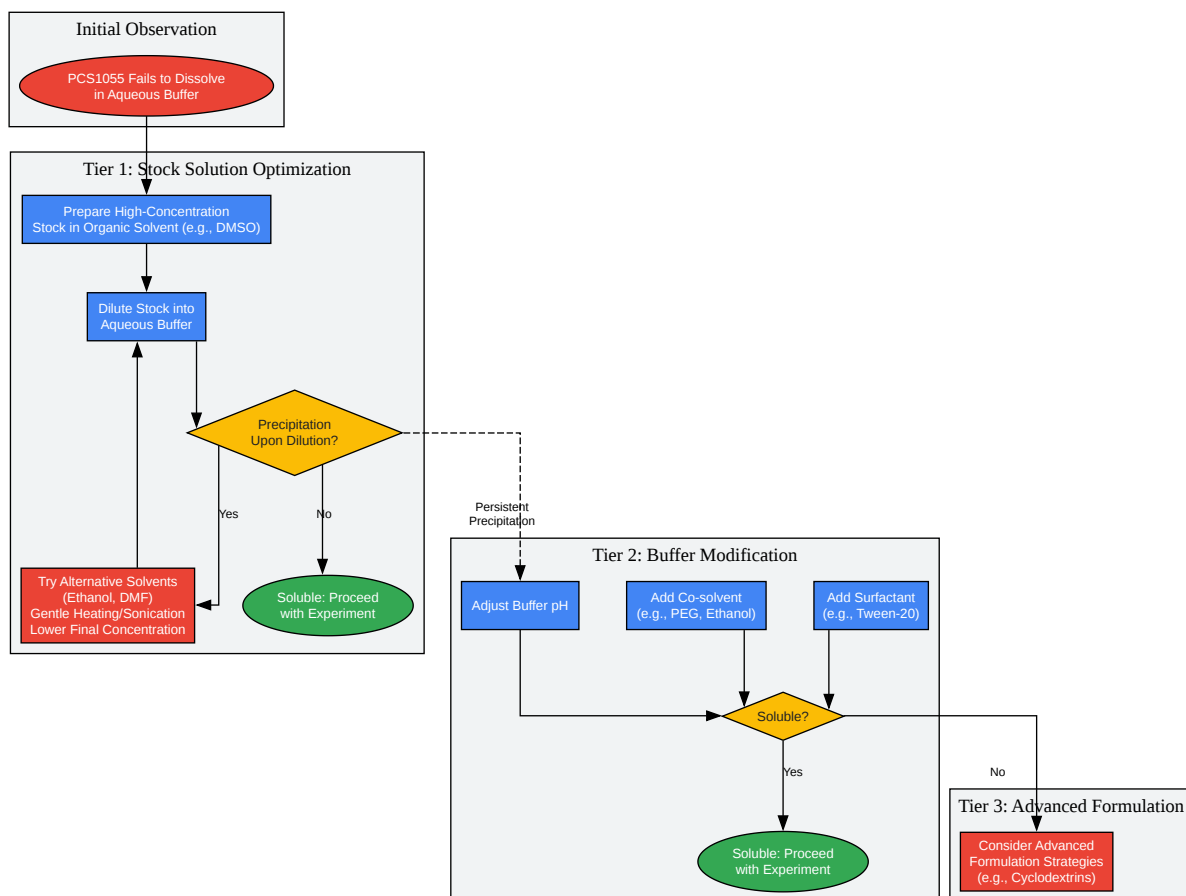 Initial Observation
PCS1055 Fails to Dissolve
in Aqueous Buffer
Tier 1: Stock Solution Optimization
Prepare High-Concentration
Stock in Organic Solvent (e.g., DMSO)
Dilute Stock into
Aqueous Buffer
Precipitation
Upon Dilution?
Yes
No
Try Alternative Solvents
(Ethanol, DMF)
Gentle Heating/Sonication
Lower Final Concentration
Soluble: Proceed
with Experiment
Persistent
Precipitation
Tier 2: Buffer Modification
Adjust Buffer pH
Add Co-solvent
(e.g., PEG, Ethanol)
Add Surfactant
(e.g., Tween-20)
Soluble?
Yes
No
Soluble: Proceed
with Experiment
Tier 3: Advanced Formulation
Consider Advanced
Formulation Strategies
(e.g., Cyclodextrins)